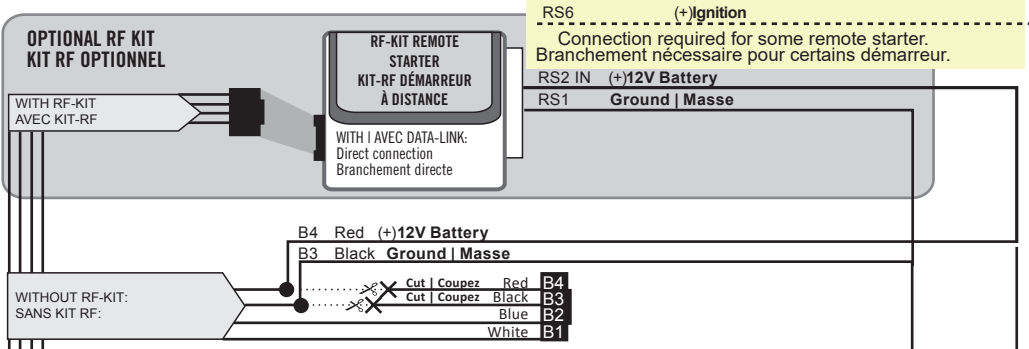 RS6 (+)Ignition
Connection required for some remote starter.
Branchement nécessaire pour certains démarreur.
OPTIONAL RF KIT
KIT RF OPTIONNEL
RF-KIT REMOTE
STARTER
KIT-RF DÉMARREUR
À DISTANCE
RS2 IN (+)12V Battery
RS1 Ground | Masse
WITH RF-KIT
AVEC KIT-RF
WITH | AVEC DATA-LINK:
Direct connection
Branchement directe
B4 Red (+)12V Battery
B3 Black Ground | Masse
WITHOUT RF-KIT:
SANS KIT RF:
Cut | Coupez Red B4
Cut | Coupez Black B3
Blue B2
White B1